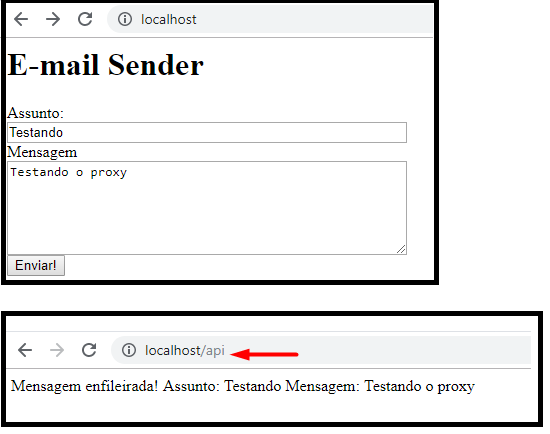 localhost
E-mail Sender
Assunto:
Testando
Mensagem
Testando o proxy
Enviar!
localhost/api
Mensagem enfileirada! Assunto: Testando Mensagem: Testando o proxy